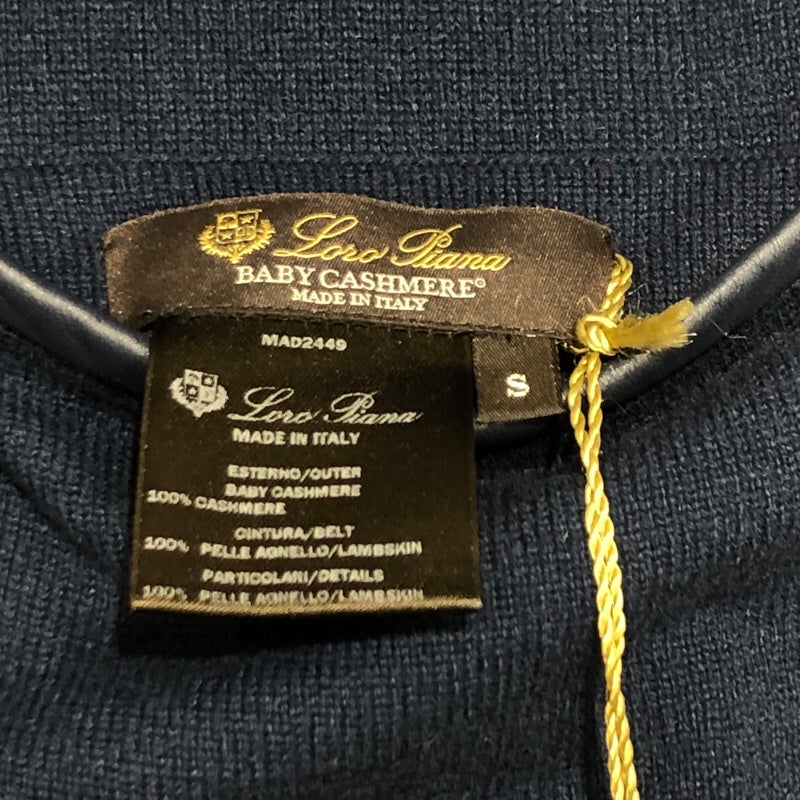 Loro Piana
BABY CASHMERE®
MADE IN ITALY
MAD2449
S
Loro Piana
MADE IN ITALY
ESTERNO/OUTER
BABY CASHMERE
100% CASHMERE
CINTURA/BELT
100% PELLE AGNELLO/LAMBSKIN
PARTICOLANI/DETAILS
100% PELLE AGNELLO/LAMBSKIN